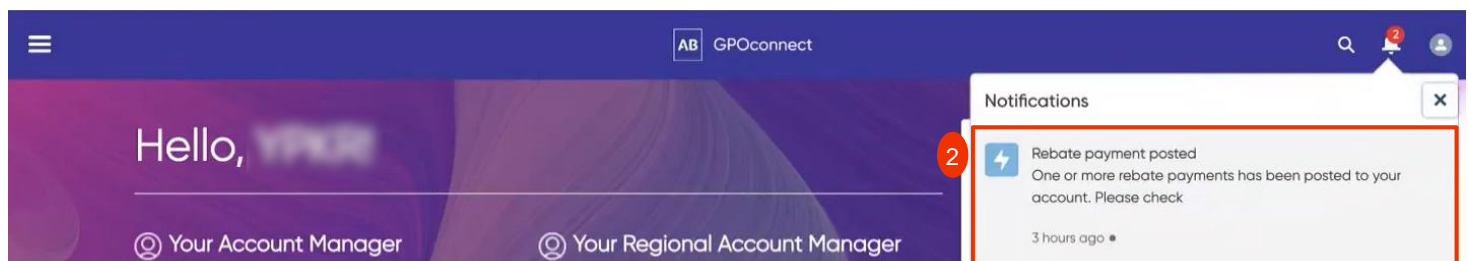 AB GPOconnect
2
Notifications
Hello,
2
Rebate payment posted
One or more rebate payments has been posted to your
account. Please check
3 hours ago
Your Account Manager
Your Regional Account Manager